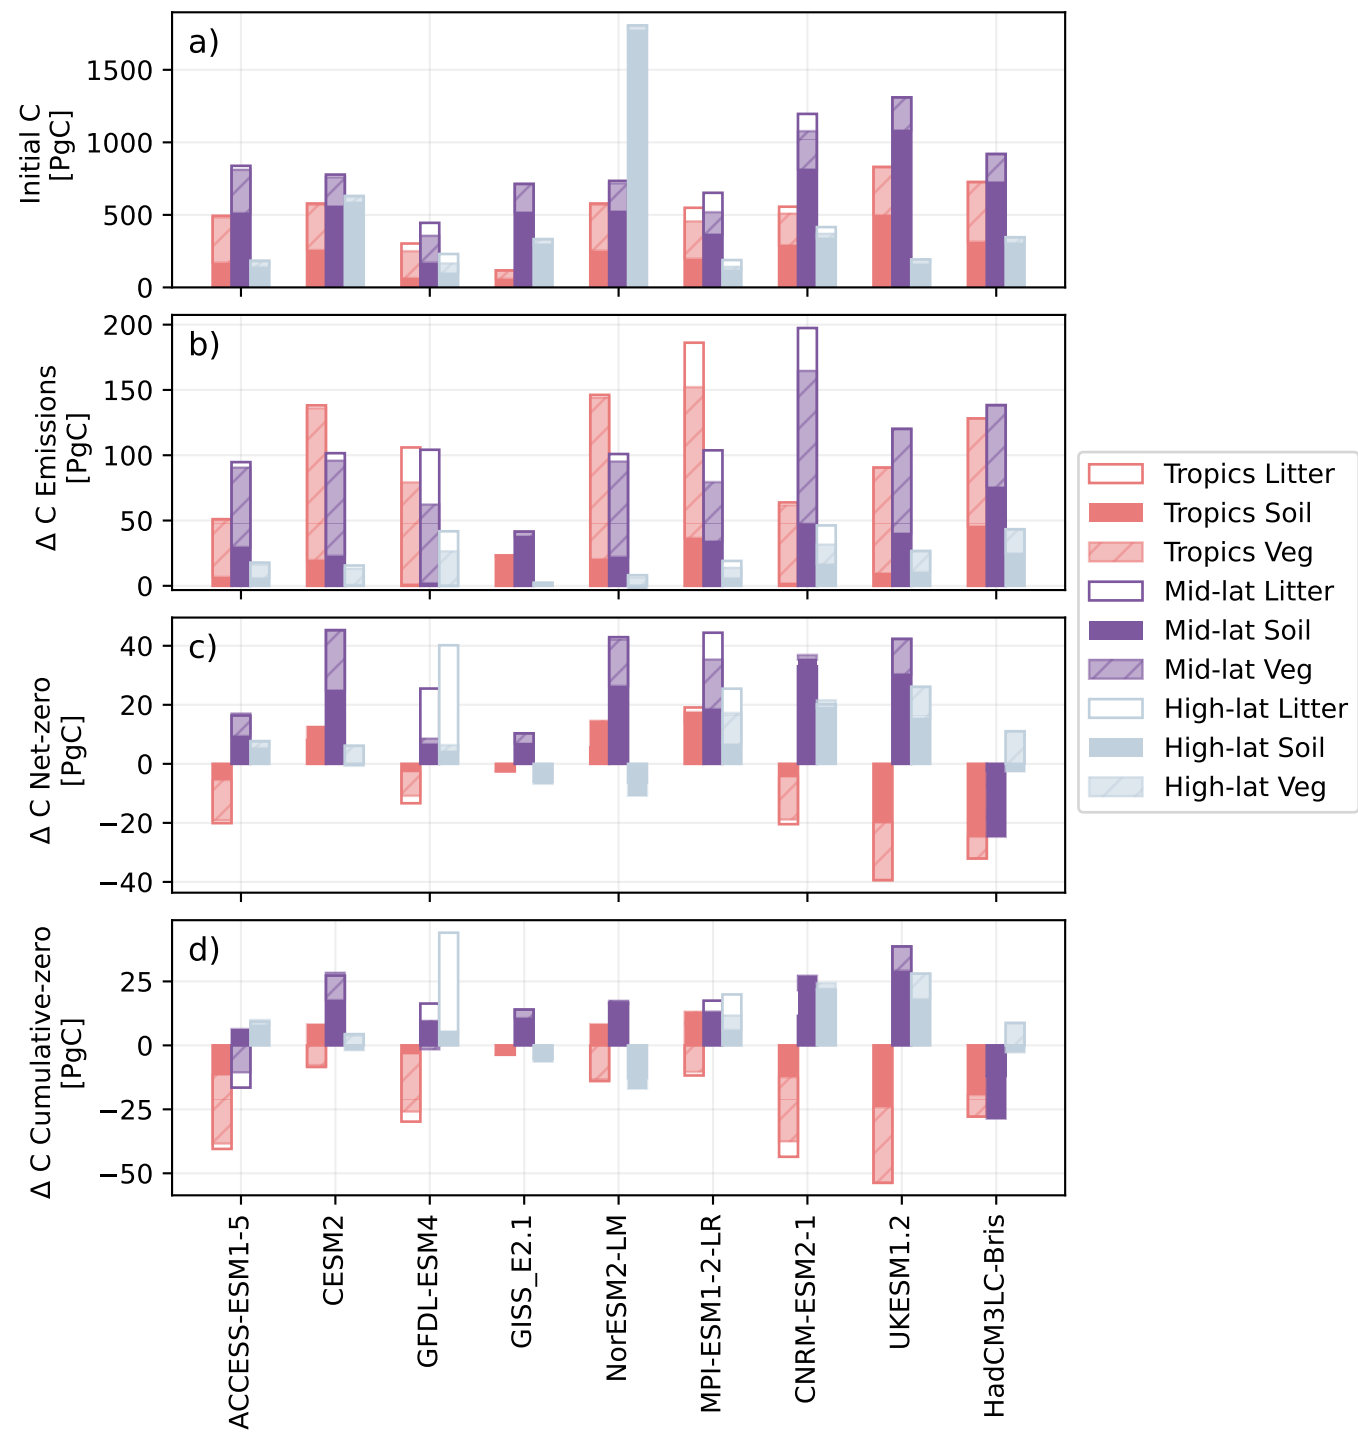 a)
Initial C
[PgC]
1500
1000
500
0
b)
Δ C Emissions
[PgC]
200
150
100
50
0
c)
Δ C Net-zero
[PgC]
40
20
0
−20
−40
d)
Δ C Cumulative-zero
[PgC]
25
0
−25
−50
ACCESS-ESM1-5
CESM2
GFDL-ESM4
GISS_E2.1
NorESM2-LM
MPI-ESM1-2-LR
CNRM-ESM2-1
UKESM1.2
HadCM3LC-Bris
Tropics Litter
Tropics Soil
Tropics Veg
Mid-lat Litter
Mid-lat Soil
Mid-lat Veg
High-lat Litter
High-lat Soil
High-lat Veg